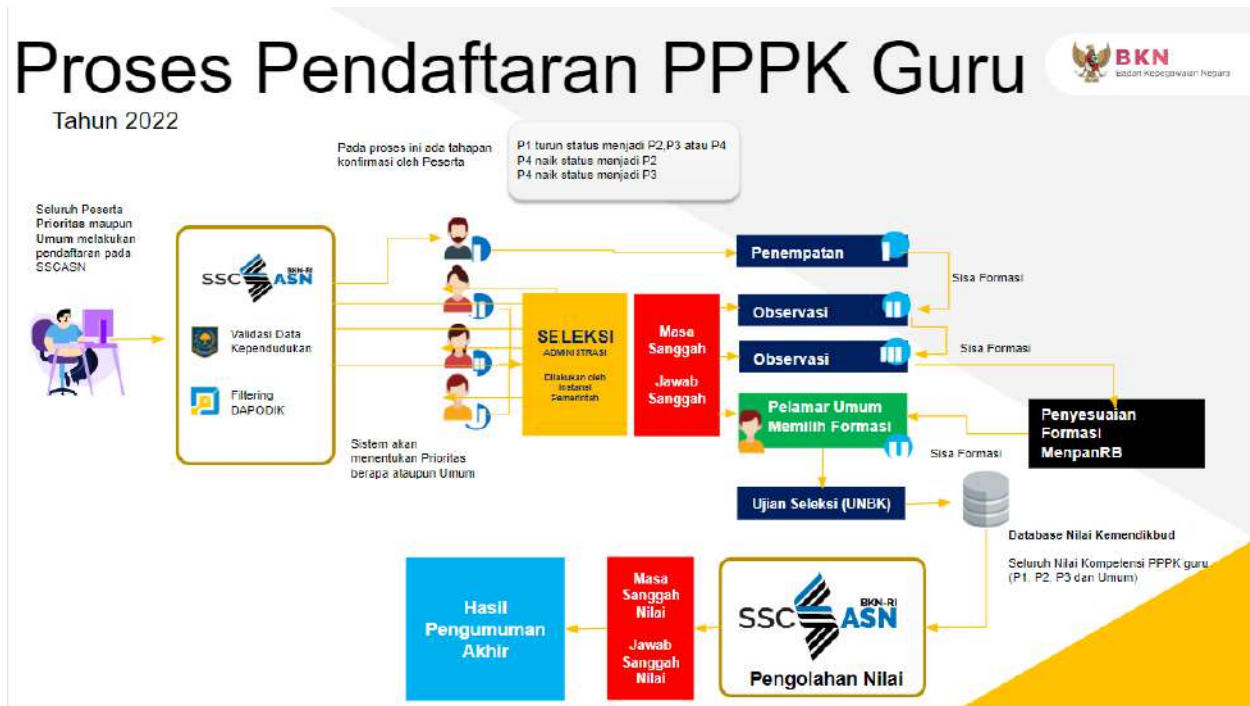 Proses Pendaftaran PPPK Guru
BKN
Badan Kepegawaian Negara
Tahun 2022
Pada proses ini ada tahapan
konfirmasi oleh Peserta
P1 turun status menjadi P2,P3 atau P4
P4 naik status menjadi P2
P4 naik status menjadi P3
Seluruh Peserta
Prioritas maupun
Umum melakukan
pendaftaran pada
SSCASN
SSC ASN
BKN-RI
Validasi Data
Kependudukan
Filtering
DAPODIK
I
II
III
U
Sistem akan
menentukan Prioritas
berapa ataupun Umum
SELEKSI
ADMINISTRASI
Dilakukan oleh
Instansi
Pemerintah
Masa
Sanggah
Jawab
Sanggah
Penempatan
I
Sisa Formasi
Observasi
II
Sisa Formasi
Observasi
III
Pelamar Umum
Memilih Formasi
U
Sisa Formasi
Penyesuaian
Formasi
MenpanRB
Ujian Seleksi (UNBK)
Database Nilai Kemendikbud
Seluruh Nilai Kompetensi PPPK guru
(P1, P2, P3 dan Umum)
SSC ASN
BKN-RI
Pengolahan Nilai
Masa
Sanggah
Nilai
Jawab
Sanggah
Nilai
Hasil
Pengumuman
Akhir